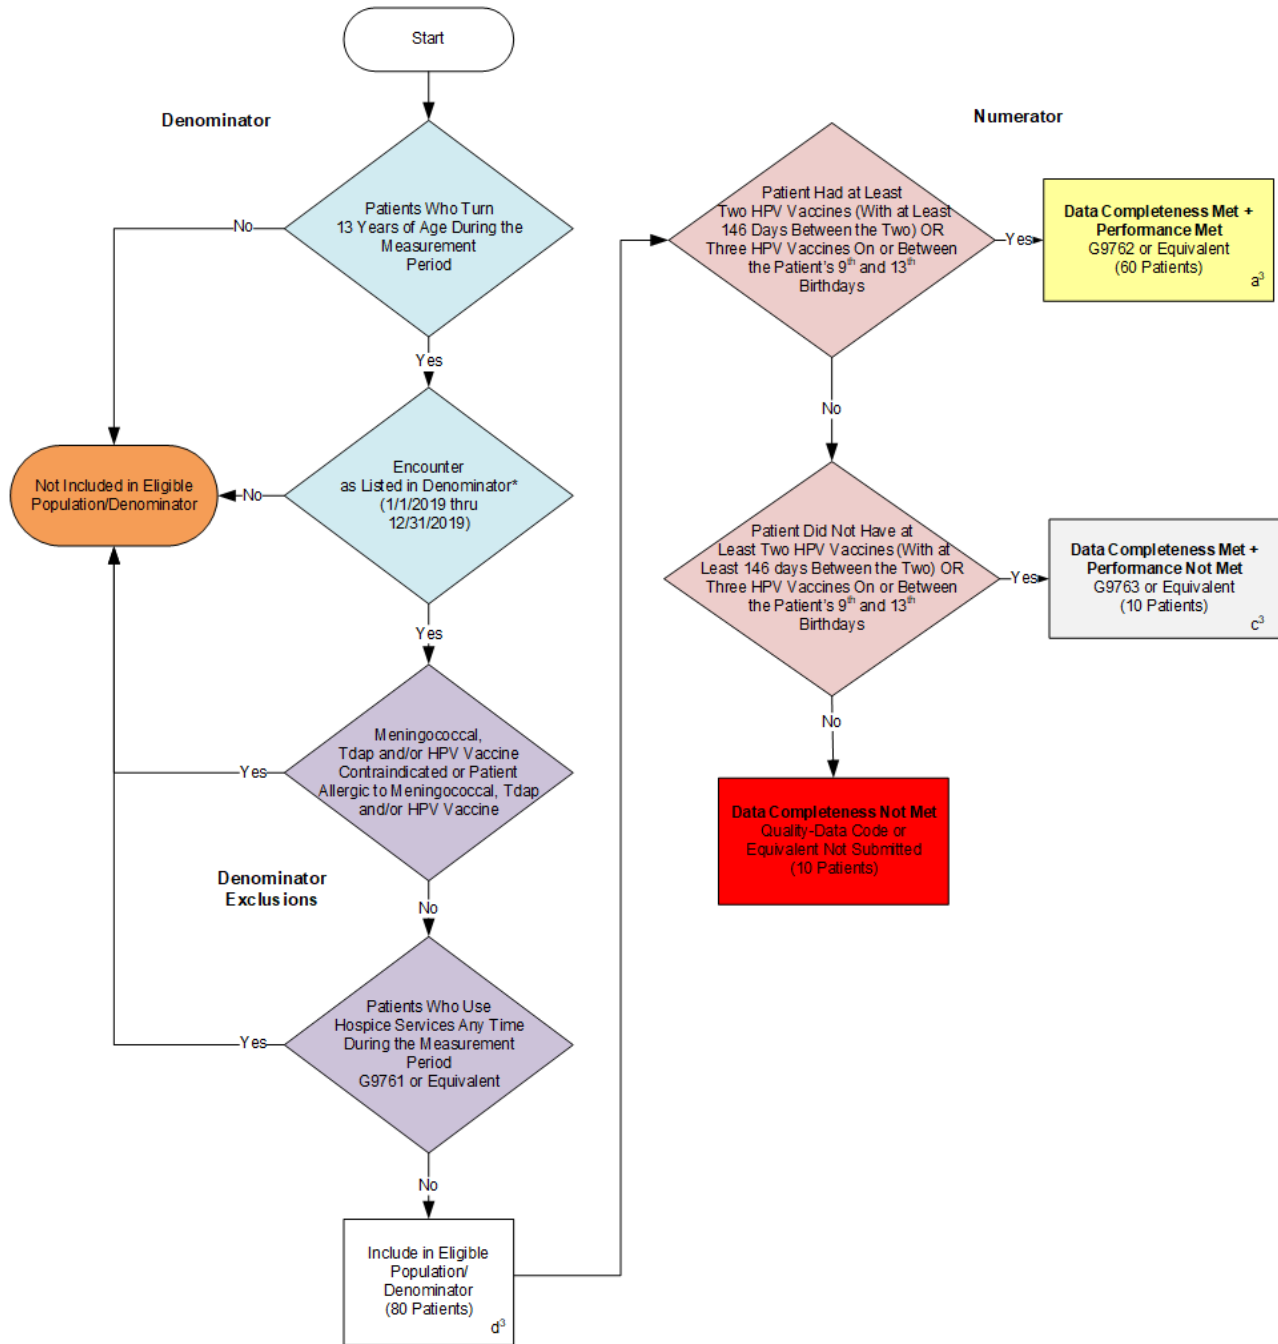 Start
Denominator
Patients Who Turn
13 Years of Age During the
Measurement
Period
No
Yes
Encounter
as Listed in Denominator*
(1/1/2019 thru
12/31/2019)
No
Not Included in Eligible
Population/Denominator
Yes
Meningococcal,
Tdap and/or HPV Vaccine
Contraindicated or Patient
Allergic to Meningococcal, Tdap
and/or HPV Vaccine
Yes
Denominator
Exclusions
No
Patients Who Use
Hospice Services Any Time
During the Measurement
Period
G9761 or Equivalent
Yes
No
Include in Eligible
Population/
Denominator
(80 Patients)
d³
Numerator
Patient Had at Least
Two HPV Vaccines (With at Least
146 Days Between the Two) OR
Three HPV Vaccines On or Between
the Patient's 9th and 13th
Birthdays
Yes
Data Completeness Met +
Performance Met
G9762 or Equivalent
(60 Patients)
a³
No
Patient Did Not Have at
Least Two HPV Vaccines (With at
Least 146 days Between the Two) OR
Three HPV Vaccines On or Between
the Patient's 9th and 13th
Birthdays
Yes
Data Completeness Met +
Performance Not Met
G9763 or Equivalent
(10 Patients)
c³
No
Data Completeness Not Met
Quality-Data Code or
Equivalent Not Submitted
(10 Patients)